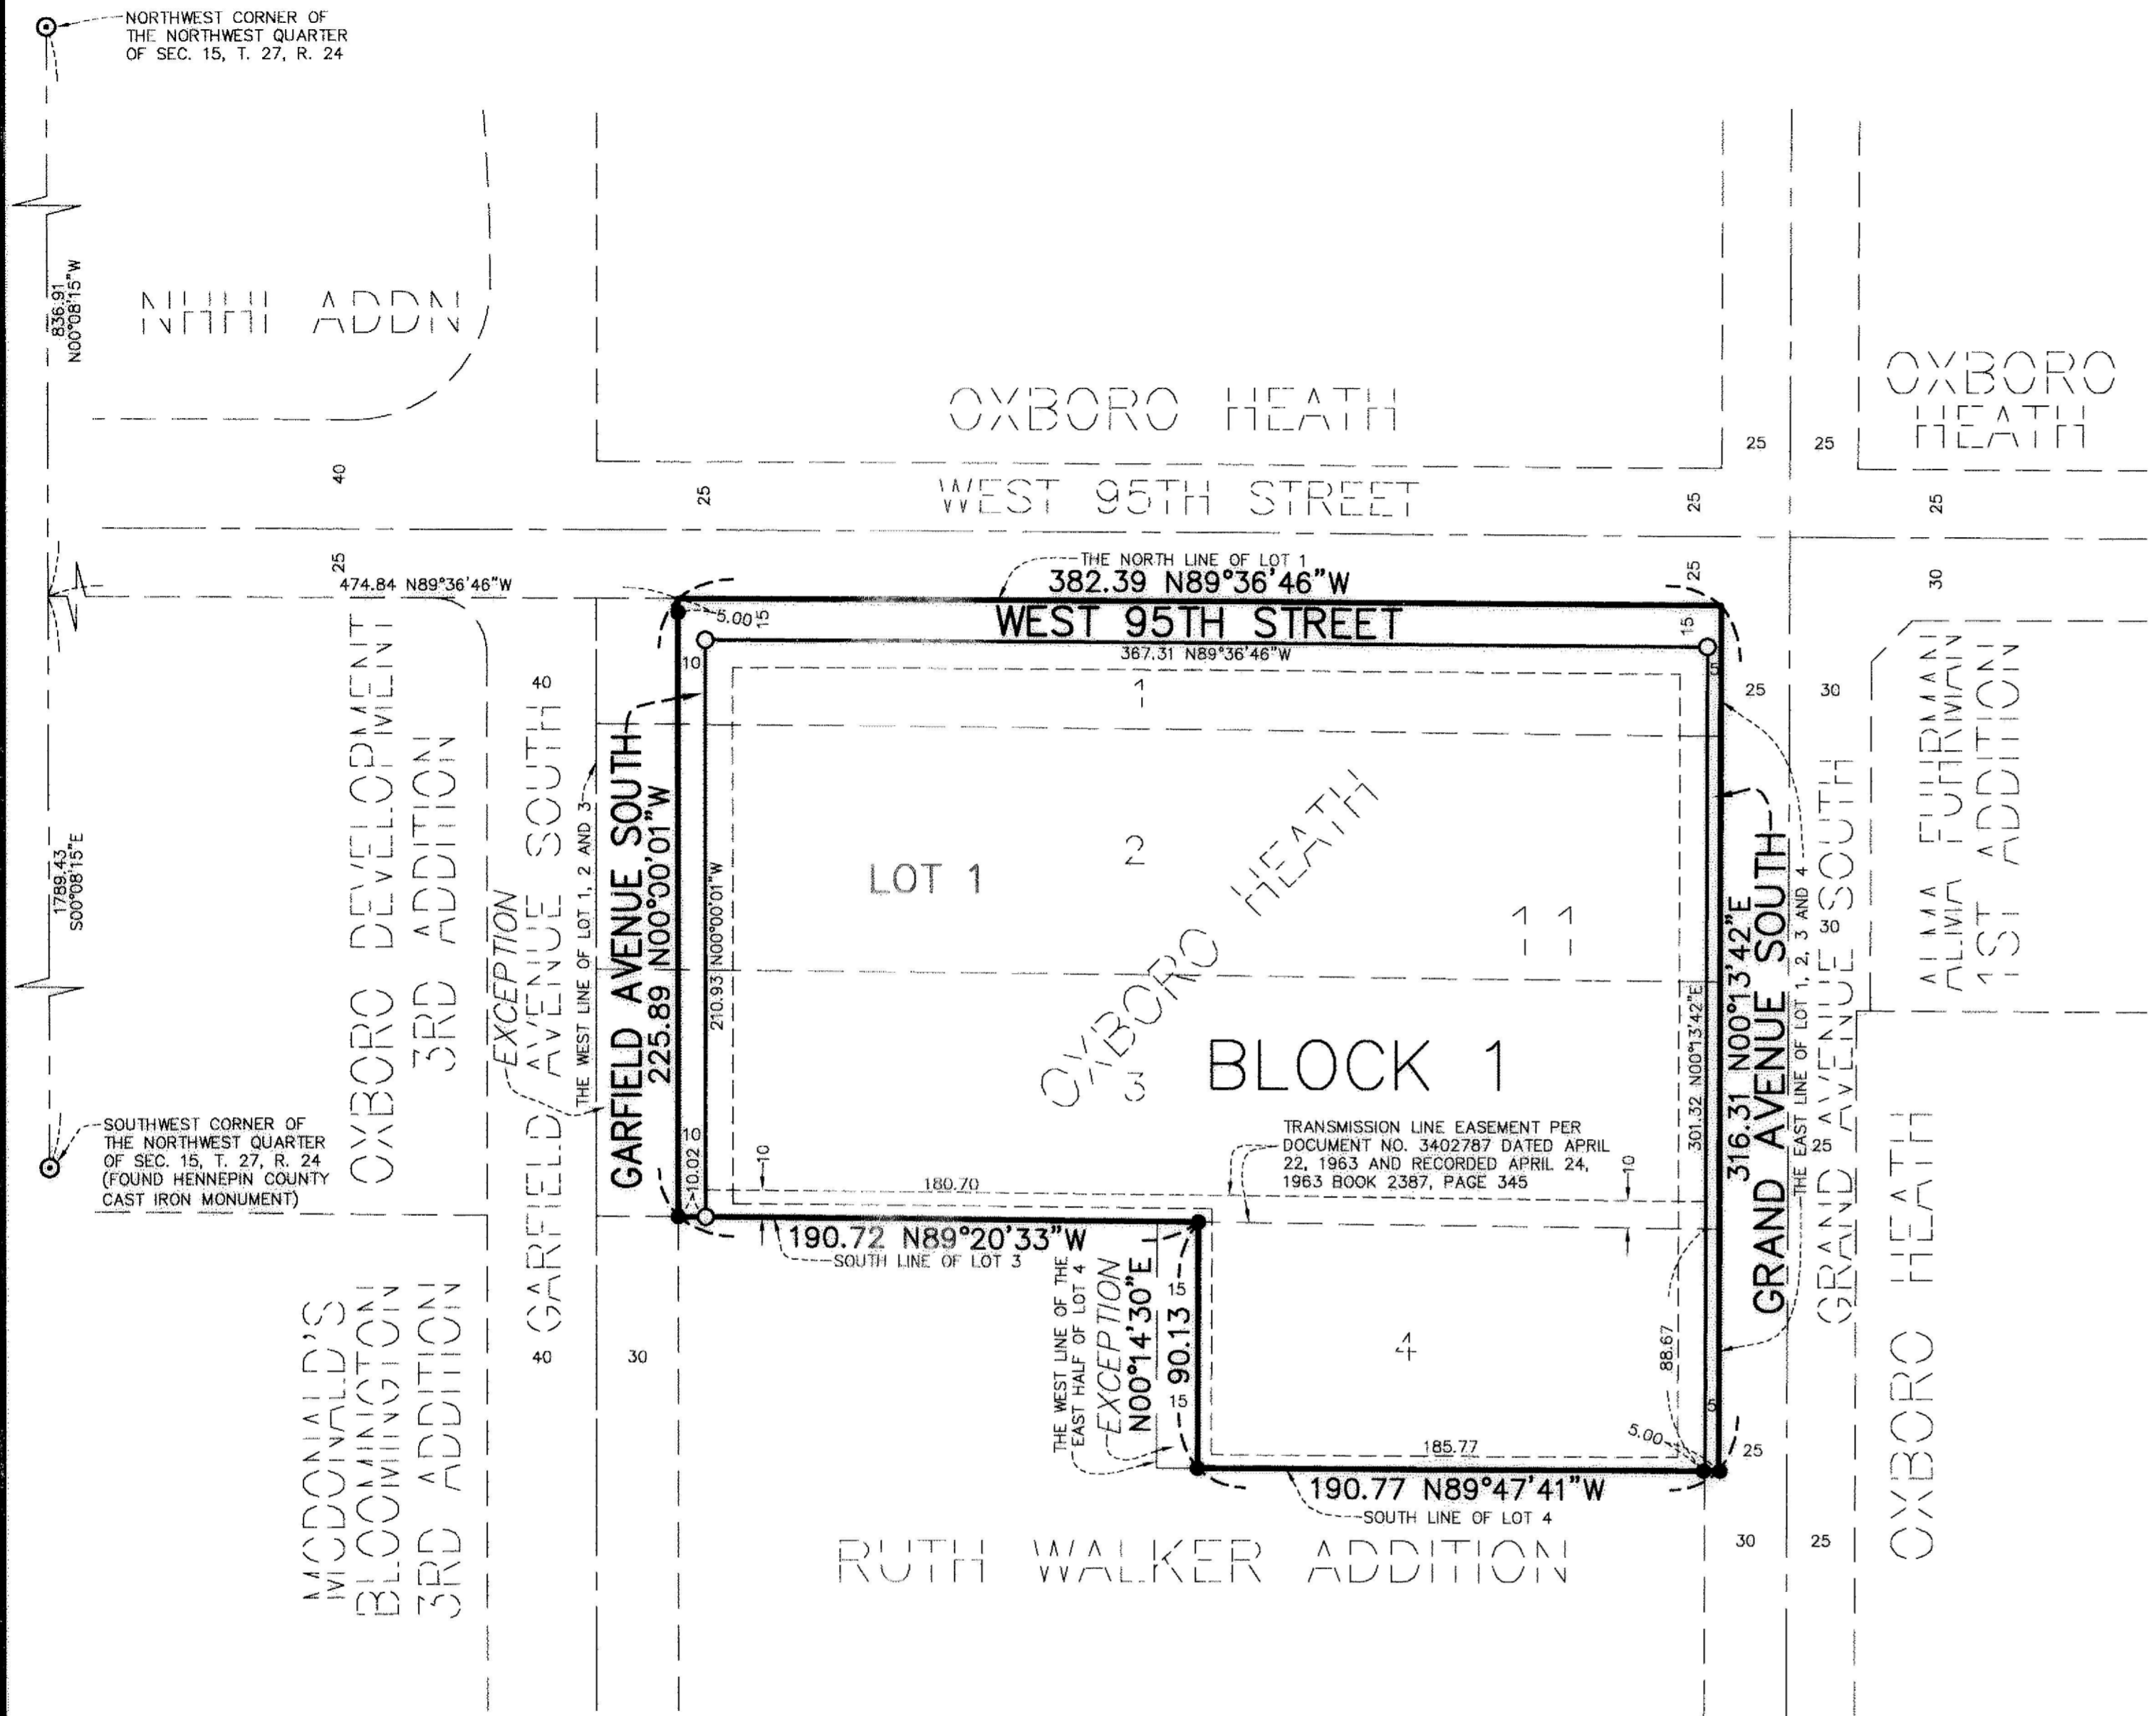 NORTHWEST CORNER OF
THE NORTHWEST QUARTER
OF SEC. 15, T. 27, R. 24
836.91
N00°08'15"W
NHHI ADDN
OXBORO HEATH
OXBORO
HEATH
25
25
40
25
WEST 95TH STREET
25
25
25
474.84 N89°36'46"W
THE NORTH LINE OF LOT 1
382.39 N89°36'46"W
25
30
5.00
15
WEST 95TH STREET
15
367.31 N89°36'46"W
10
5
40
1
25
30
OXBORO DEVELOPMENT
3RD ADDITION
EXCEPTION
GARFIELD AVENUE SOUTH
THE WEST LINE OF LOT 1, 2 AND 3
GARFIELD AVENUE SOUTH
225.89 N00°00'01"W
210.93 N00°00'01"W
LOT 1
2
OXBORO HEATH
11
3
BLOCK 1
301.32 N00°13'42"E
316.31 N00°13'42"E
GRAND AVENUE SOUTH
THE EAST LINE OF LOT 1, 2, 3 AND 4
GRAND AVENUE SOUTH
30
25
ALMA FUHRMAN
1ST ADDITION
1789.43
S00°08'15"E
SOUTHWEST CORNER OF
THE NORTHWEST QUARTER
OF SEC. 15, T. 27, R. 24
(FOUND HENNEPIN COUNTY
CAST IRON MONUMENT)
10
10.02
10
180.70
TRANSMISSION LINE EASEMENT PER
DOCUMENT NO. 3402787 DATED APRIL
22, 1963 AND RECORDED APRIL 24,
1963 BOOK 2387, PAGE 345
10
190.72 N89°20'33"W
SOUTH LINE OF LOT 3
THE WEST LINE OF THE
EAST HALF OF LOT 4
EXCEPTION
N00°14'30"E
90.13
15
15
4
88.67
5
5.00
25
185.77
190.77 N89°47'41"W
SOUTH LINE OF LOT 4
MCDONALD'S
BLOOMINGTON
3RD ADDITION
40
30
RUTH WALKER ADDITION
30
25
OXBORO HEATH